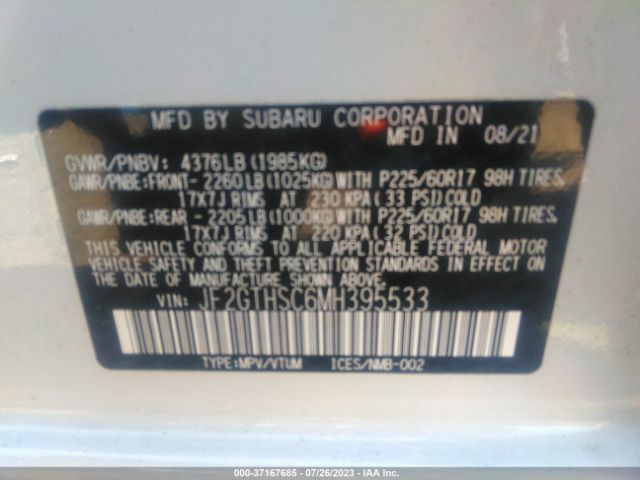 MFD BY SUBARU CORPORATION
MFD IN 08/21
GVWR/PNBV: 4376LB(1985KG)
GAWR/PNBE:FRONT- 2260LB(1025KG)WITH P225/60R17 98H TIRES.
17X7J RIMS AT 230 KPA(33 PSI)COLD
GAWR/PNBE:REAR - 2205LB(1000KG)WITH P225/60R17 98H TIRES.
17X7J RIMS AT 220 KPA(32 PSI)COLD
THIS VEHICLE CONFORMS TO ALL APPLICABLE FEDERAL MOTOR
VEHICLE SAFETY AND THEFT PREVENTION STANDARDS IN EFFECT ON
THE DATE OF MANUFACTURE SHOWN ABOVE.
VIN: JF2GTHSC6MH395533
TYPE:MPV/VTUM ICES/NMB-002
000-37167685 - 07/26/2023 - IAAI Inc.